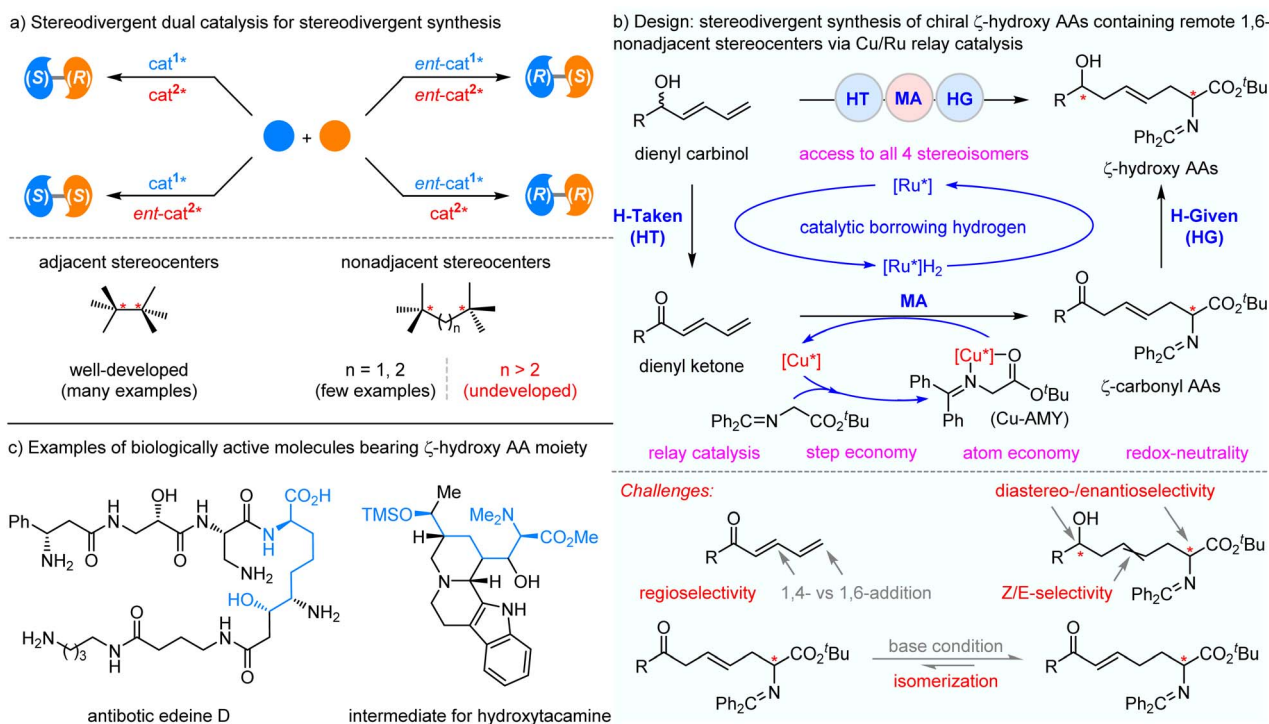 a) Stereodivergent dual catalysis for stereodivergent synthesis
cat1* ent-cat1*
(S) (R) cat2* ent-cat2* (R) (S)
+
cat1* ent-cat1*
(S) (S) ent-cat2* cat2* (R) (R)
adjacent stereocenters nonadjacent stereocenters
* * * * ( )n
well-developed n = 1, 2 n > 2
(many examples) (few examples) (undeveloped)
c) Examples of biologically active molecules bearing ζ-hydroxy AA moiety
OH O CO2H
Ph O N H H N HN
NH2 O NH2
HO NH2
H2N ( )3 H N O O N H O
antibotic edeine D
Me
TMSO Me2N
H CO2Me
N H OH
NH
intermediate for hydroxytacamine
b) Design: stereodivergent synthesis of chiral ζ-hydroxy AAs containing remote 1,6-
nonadjacent stereocenters via Cu/Ru relay catalysis
OH OH
R HT MA HG R * * CO2tBu
Ph2C N
dienyl carbinol access to all 4 stereoisomers ζ-hydroxy AAs
[Ru*]
H-Taken H-Given
(HT) catalytic borrowing hydrogen (HG)
[Ru*]H2
O MA O
R R * CO2tBu
Ph2C N
dienyl ketone [Cu*] [Cu*] O ζ-carbonyl AAs
N
Ph OtBu
Ph2C=N CO2tBu Ph (Cu-AMY)
relay catalysis step economy atom economy redox-neutrality
Challenges: diastereo-/enantioselectivity
O OH
R R * * CO2tBu
Ph2C N
regioselectivity 1,4- vs 1,6-addition Z/E-selectivity
O O
R * CO2tBu base condition R * CO2tBu
Ph2C N isomerization Ph2C N